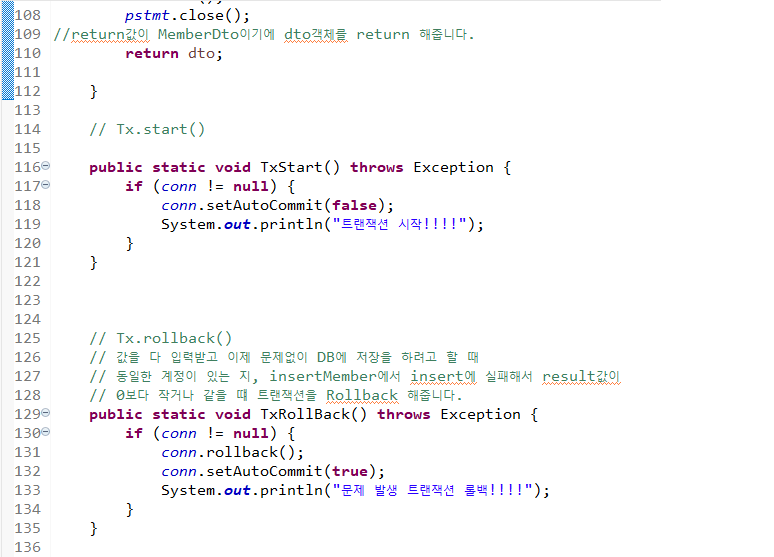 108 pstmt.close();
109 //return값이 MemberDto이기에 dto객체를 return 해줍니다.
110 return dto;
111
112 }
113
114 // Tx.start()
115
116 public static void TxStart() throws Exception {
117 if (conn != null) {
118 conn.setAutoCommit(false);
119 System.out.println("트랜잭션 시작!!!!");
120 }
121 }
122
123
124
125 // Tx.rollback()
126 // 값을 다 입력받고 이제 문제없이 DB에 저장을 하려고 할 때
127 // 동일한 계정이 있는 지, insertMember에서 insert에 실패해서 result값이
128 // 0보다 작거나 같을 떄 트랜잭션을 Rollback 해줍니다.
129 public static void TxRollBack() throws Exception {
130 if (conn != null) {
131 conn.rollback();
132 conn.setAutoCommit(true);
133 System.out.println("문제 발생 트랜잭션 롤백!!!!");
134 }
135 }
136